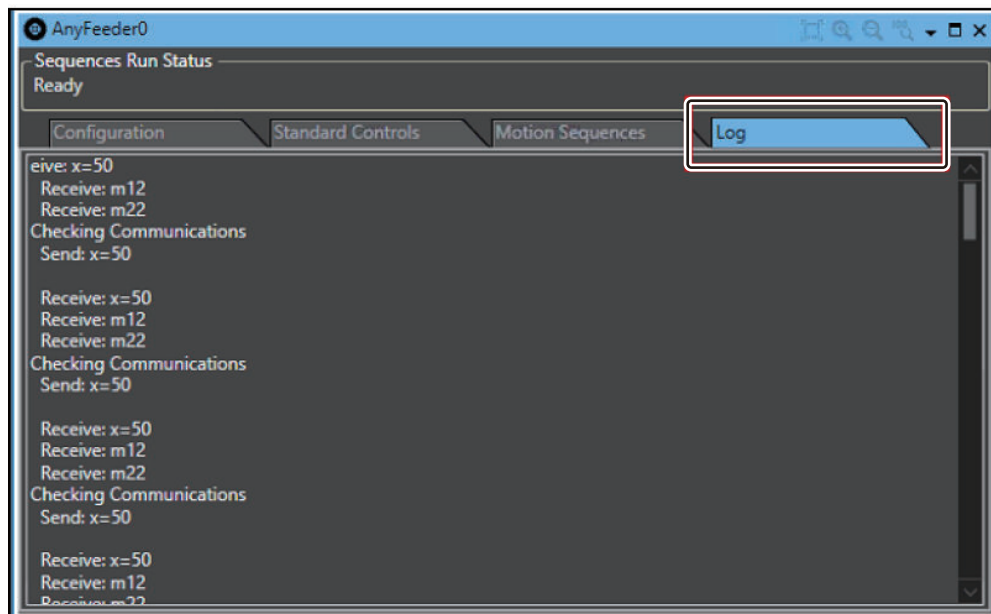 AnyFeeder0
Sequences Run Status
Ready
Configuration
Standard Controls
Motion Sequences
Log
eive: x=50
Receive: m12
Receive: m22
Checking Communications
Send: x=50
Receive: x=50
Receive: m12
Receive: m22
Checking Communications
Send: x=50
Receive: x=50
Receive: m12
Receive: m22
Checking Communications
Send: x=50
Receive: x=50
Receive: m12
Receive: m22